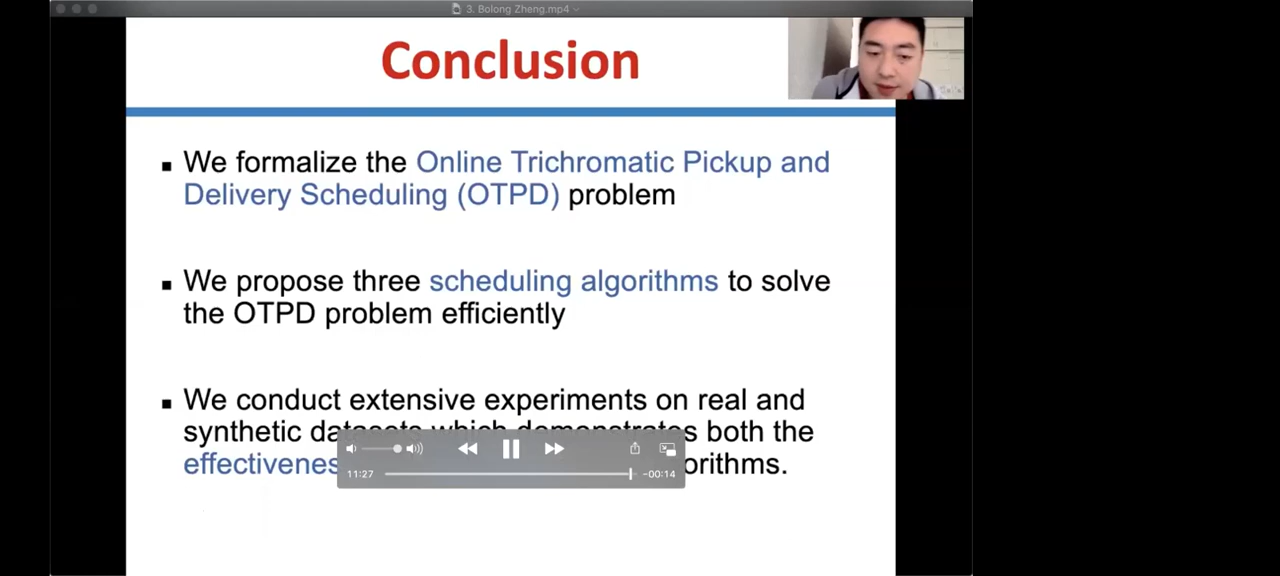 3. Bolong Zheng.mp4
Conclusion
We formalize the Online Trichromatic Pickup and
Delivery Scheduling (OTPD) problem
We propose three scheduling algorithms to solve
the OTPD problem efficiently
We conduct extensive experiments on real and
synthetic datasets which demonstrates both the
effectivenes orithms.
11:27 -00:14